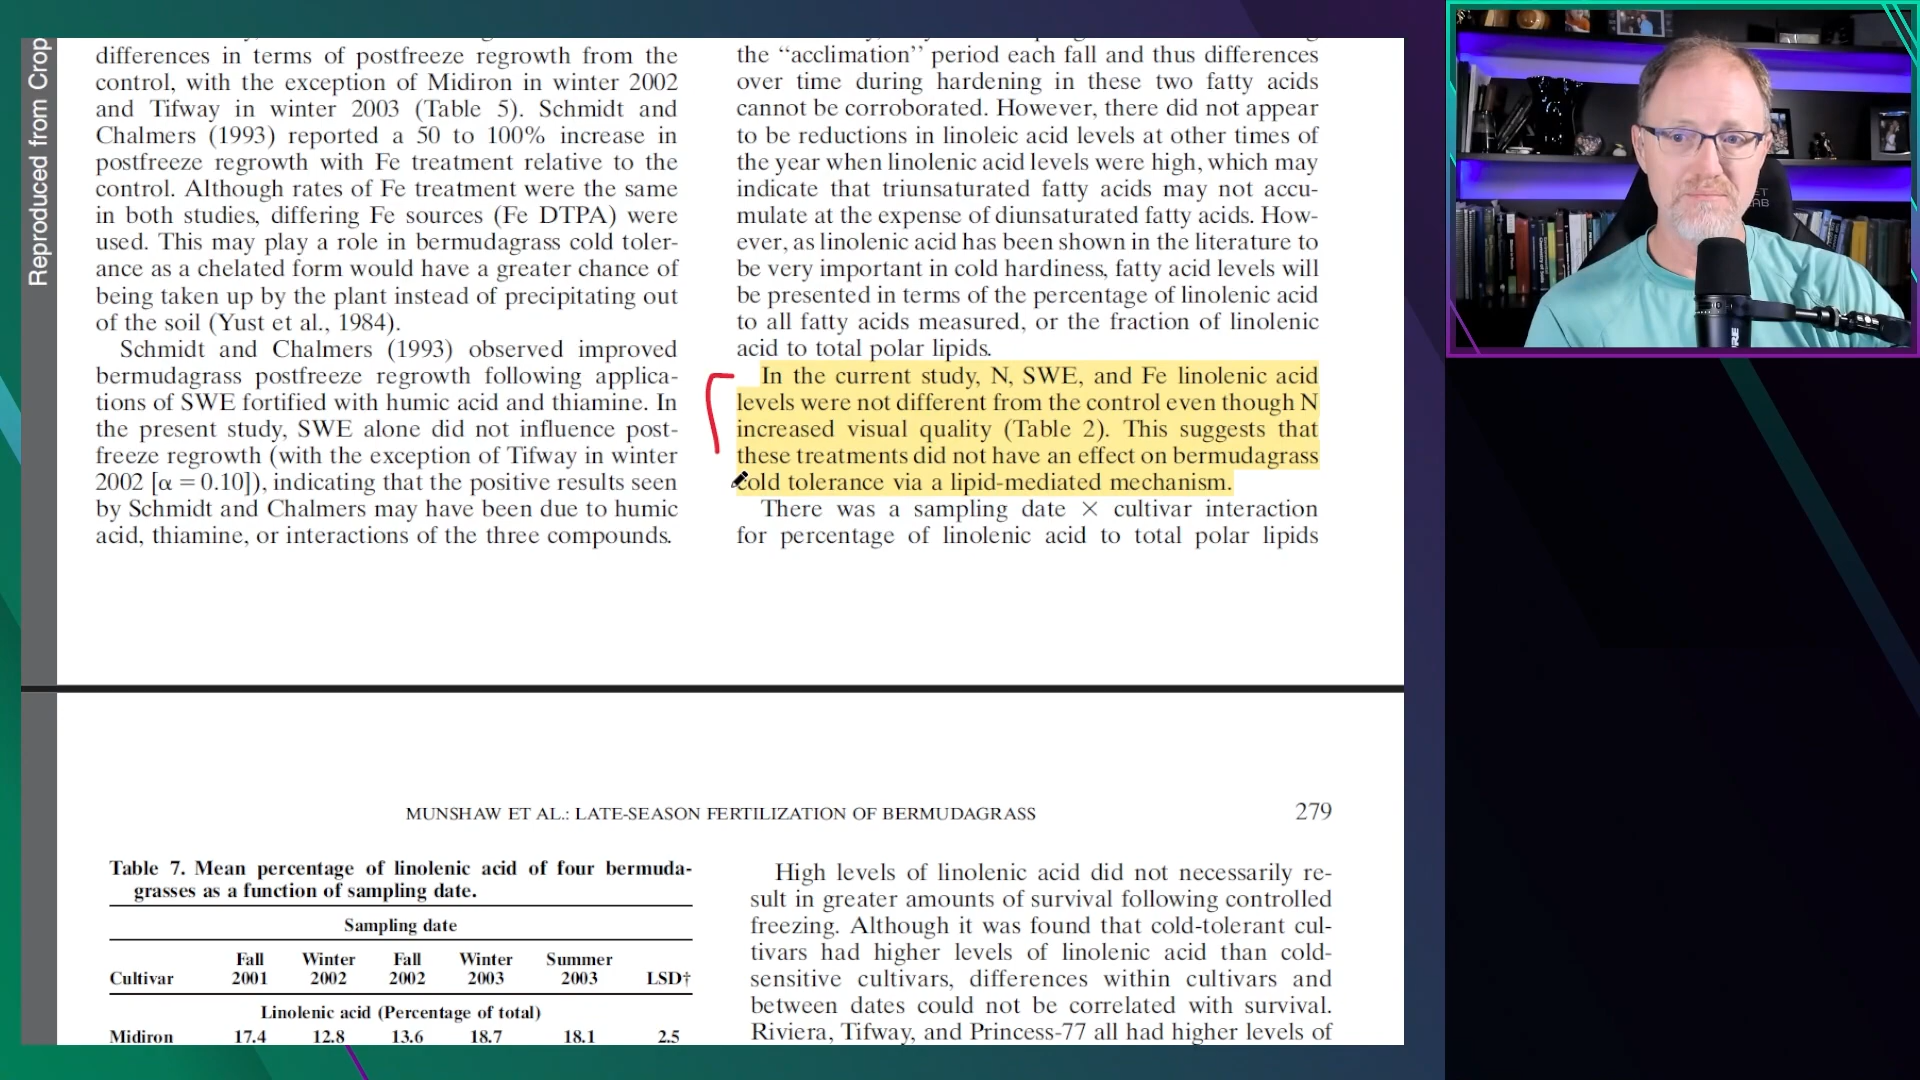 Reproduced from Crop
differences in terms of postfreeze regrowth from the
control, with the exception of Midiron in winter 2002
and Tifway in winter 2003 (Table 5). Schmidt and
Chalmers (1993) reported a 50 to 100% increase in
postfreeze regrowth with Fe treatment relative to the
control. Although rates of Fe treatment were the same
in both studies, differing Fe sources (Fe DTPA) were
used. This may play a role in bermudagrass cold toler-
ance as a chelated form would have a greater chance of
being taken up by the plant instead of precipitating out
of the soil (Yust et al., 1984).
Schmidt and Chalmers (1993) observed improved
bermudagrass postfreeze regrowth following applica-
tions of SWE fortified with humic acid and thiamine. In
the present study, SWE alone did not influence post-
freeze regrowth (with the exception of Tifway in winter
2002 [α = 0.10]), indicating that the positive results seen
by Schmidt and Chalmers may have been due to humic
acid, thiamine, or interactions of the three compounds.
the ‘‘acclimation’’ period each fall and thus differences
over time during hardening in these two fatty acids
cannot be corroborated. However, there did not appear
to be reductions in linoleic acid levels at other times of
the year when linolenic acid levels were high, which may
indicate that triunsaturated fatty acids may not accu-
mulate at the expense of diunsaturated fatty acids. How-
ever, as linolenic acid has been shown in the literature to
be very important in cold hardiness, fatty acid levels will
be presented in terms of the percentage of linolenic acid
to all fatty acids measured, or the fraction of linolenic
acid to total polar lipids.
In the current study, N, SWE, and Fe linolenic acid
levels were not different from the control even though N
increased visual quality (Table 2). This suggests that
these treatments did not have an effect on bermudagrass
cold tolerance via a lipid-mediated mechanism.
There was a sampling date × cultivar interaction
for percentage of linolenic acid to total polar lipids
MUNSHAW ET AL.: LATE-SEASON FERTILIZATION OF BERMUDAGRASS 279
Table 7. Mean percentage of linolenic acid of four bermuda-
grasses as a function of sampling date.
Sampling date
Fall Winter Fall Winter Summer
Cultivar 2001 2002 2002 2003 2003 LSD†
Linolenic acid (Percentage of total)
Midiron 17.4 12.8 13.6 18.7 18.1 2.5
High levels of linolenic acid did not necessarily re-
sult in greater amounts of survival following controlled
freezing. Although it was found that cold-tolerant cul-
tivars had higher levels of linolenic acid than cold-
sensitive cultivars, differences within cultivars and
between dates could not be correlated with survival.
Riviera, Tifway, and Princess-77 all had higher levels of